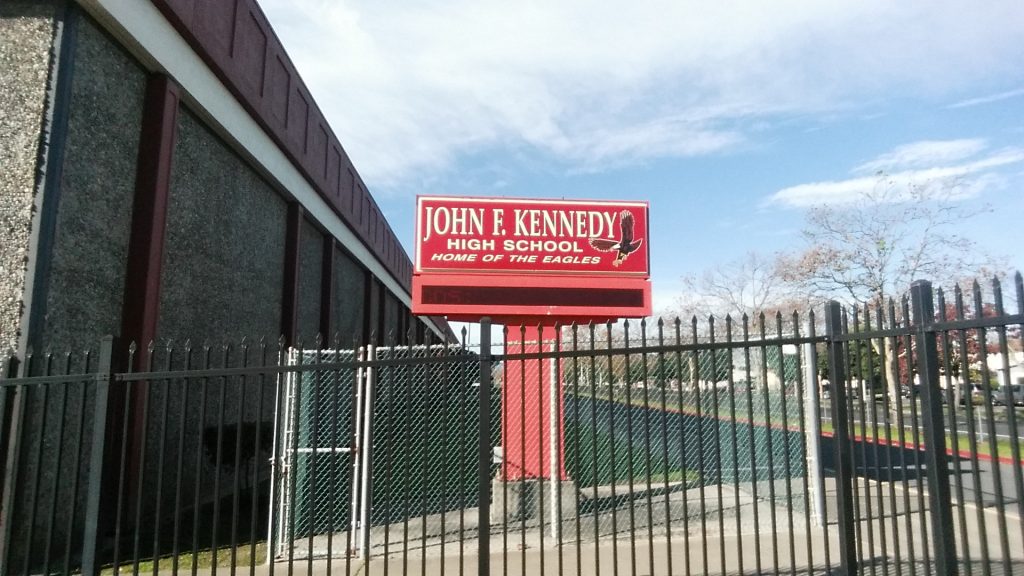 JOHN F. KENNEDY
HIGH SCHOOL
HOME OF THE EAGLES